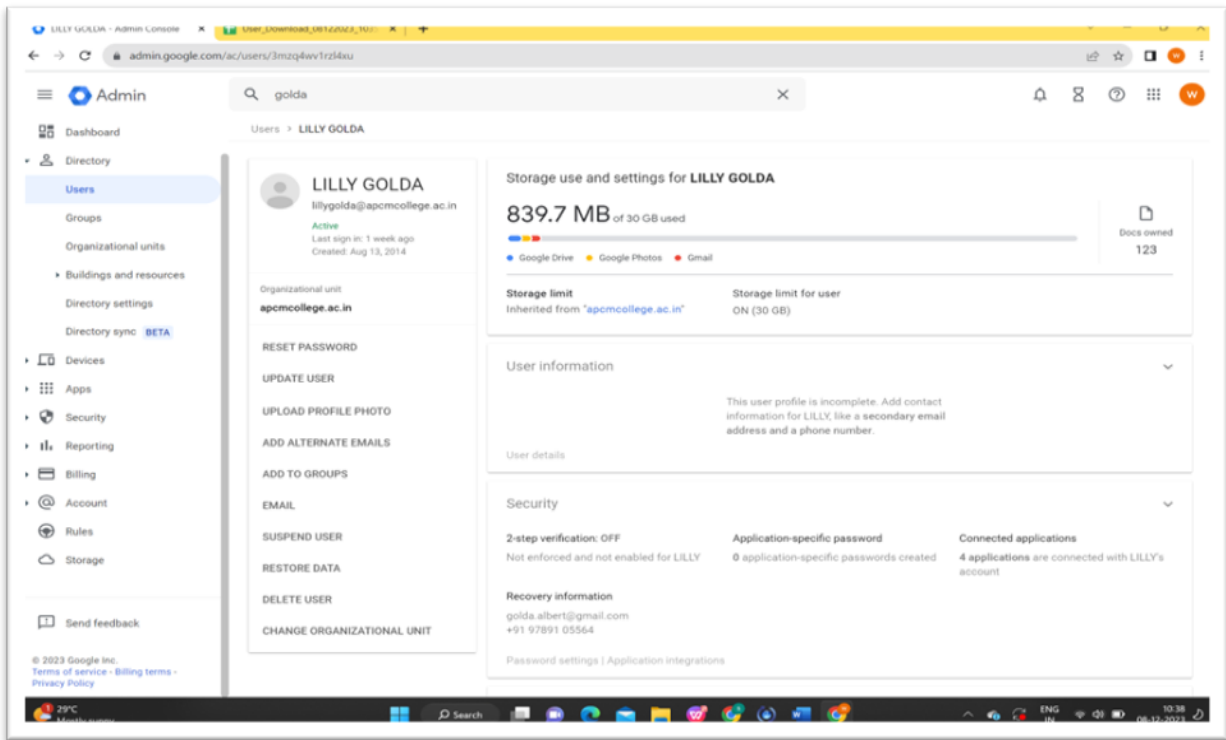 LILLY GOLDA - Admin Console
User_Download_08122023_102
admin.google.com/ac/users/3mzq4wv1rzl4xu
W
Admin
golda
W
Users > LILLY GOLDA
Dashboard
Directory
Users
Groups
Organizational units
Buildings and resources
Directory settings
Directory sync BETA
Devices
Apps
Security
Reporting
Billing
Account
Rules
Storage
Send feedback
© 2023 Google Inc.
Terms of service - Billing terms -
Privacy Policy
LILLY GOLDA
lillygolda@apcmcollege.ac.in
Active
Last sign in: 1 week ago
Created: Aug 13, 2014
Organizational unit
apcmcollege.ac.in
RESET PASSWORD
UPDATE USER
UPLOAD PROFILE PHOTO
ADD ALTERNATE EMAILS
ADD TO GROUPS
EMAIL
SUSPEND USER
RESTORE DATA
DELETE USER
CHANGE ORGANIZATIONAL UNIT
Storage use and settings for LILLY GOLDA
839.7 MB of 30 GB used
Google Drive Google Photos Gmail
Docs owned
123
Storage limit
Inherited from "apcmcollege.ac.in"
Storage limit for user
ON (30 GB)
User information
This user profile is incomplete. Add contact
information for LILLY, like a secondary email
address and a phone number.
User details
Security
2-step verification: OFF
Not enforced and not enabled for LILLY
Application-specific password
0 application-specific passwords created
Connected applications
4 applications are connected with LILLY's
account
Recovery information
golda.albert@gmail.com
+91 97891 05564
Password settings | Application integrations
1
29°C
Mostly sunny
Search
ENG
IN
10:38
08-12-2023